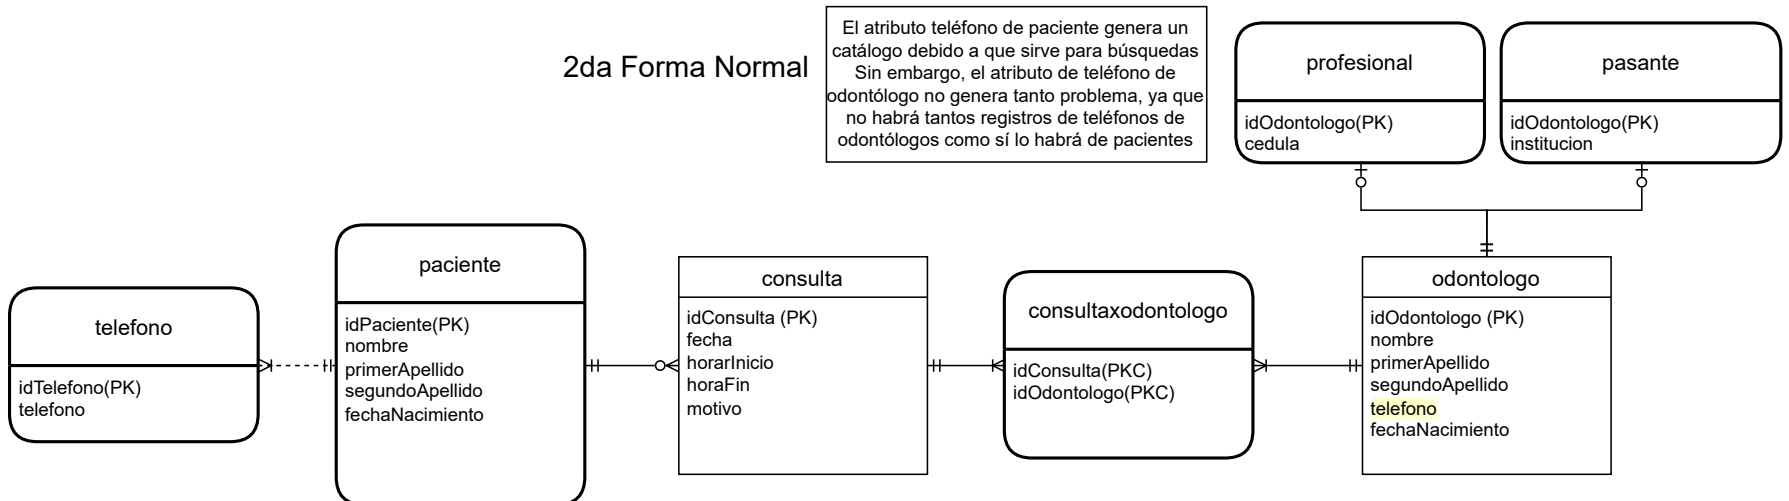 2da Forma Normal
El atributo teléfono de paciente genera un
catálogo debido a que sirve para búsquedas
Sin embargo, el atributo de teléfono de
odontólogo no genera tanto problema, ya que
no habrá tantos registros de teléfonos de
odontólogos como sí lo habrá de pacientes
profesional
idOdontologo(PK)
cedula
pasante
idOdontologo(PK)
institucion
telefono
idTelefono(PK)
telefono
paciente
idPaciente(PK)
nombre
primerApellido
segundoApellido
fechaNacimiento
consulta
idConsulta (PK)
fecha
horarInicio
horaFin
motivo
consultaxodontologo
idConsulta(PKC)
idOdontologo(PKC)
odontologo
idOdontologo (PK)
nombre
primerApellido
segundoApellido
telefono
fechaNacimiento